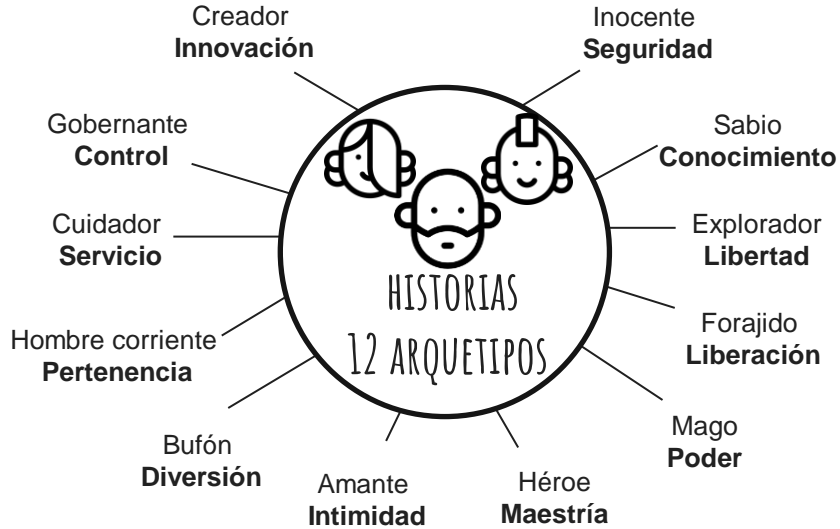 Creador
Innovación
Inocente
Seguridad
Gobernante
Control
Sabio
Conocimiento
Cuidador
Servicio
Explorador
Libertad
HISTORIAS
12 ARQUETIPOS
Hombre corriente
Pertenencia
Forajido
Liberación
Bufón
Diversión
Mago
Poder
Amante
Intimidad
Héroe
Maestría